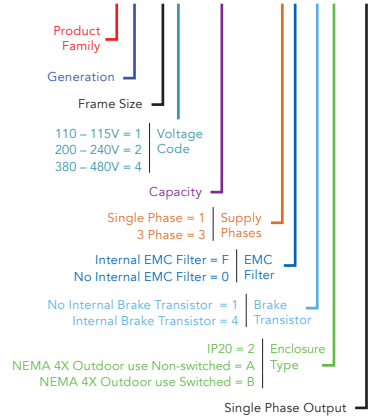 Product
Family
Generation
Frame Size
110 – 115V = 1
200 – 240V = 2
380 – 480V = 4
Voltage
Code
Capacity
Single Phase = 1
3 Phase = 3
Supply
Phases
Internal EMC Filter = F
No Internal EMC Filter = 0
EMC
Filter
No Internal Brake Transistor = 1
Internal Brake Transistor = 4
Brake
Transistor
IP20 = 2
NEMA 4X Outdoor use Non-switched = A
NEMA 4X Outdoor use Switched = B
Enclosure
Type
Single Phase Output